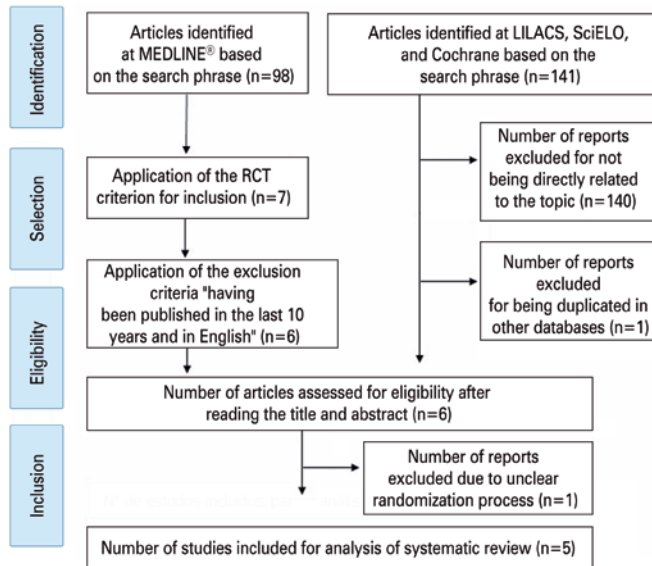 Identification
Articles identified
at MEDLINE® based
on the search phrase (n=98)
Articles identified at LILACS, SciELO,
and Cochrane based on the
search phrase (n=141)
Number of reports
excluded for not
being directly related
to the topic (n=140)
Selection
Application of the RCT
criterion for inclusion (n=7)
Number of reports
excluded
for being duplicated in
other databases (n=1)
Application of the exclusion
criteria "having
been published in the last 10
years and in English" (n=6)
Eligibility
Number of articles assessed for eligibility after
reading the title and abstract (n=6)
Inclusion
Number of reports
excluded due to unclear
randomization process (n=1)
Number of studies included for analysis of systematic review (n=5)